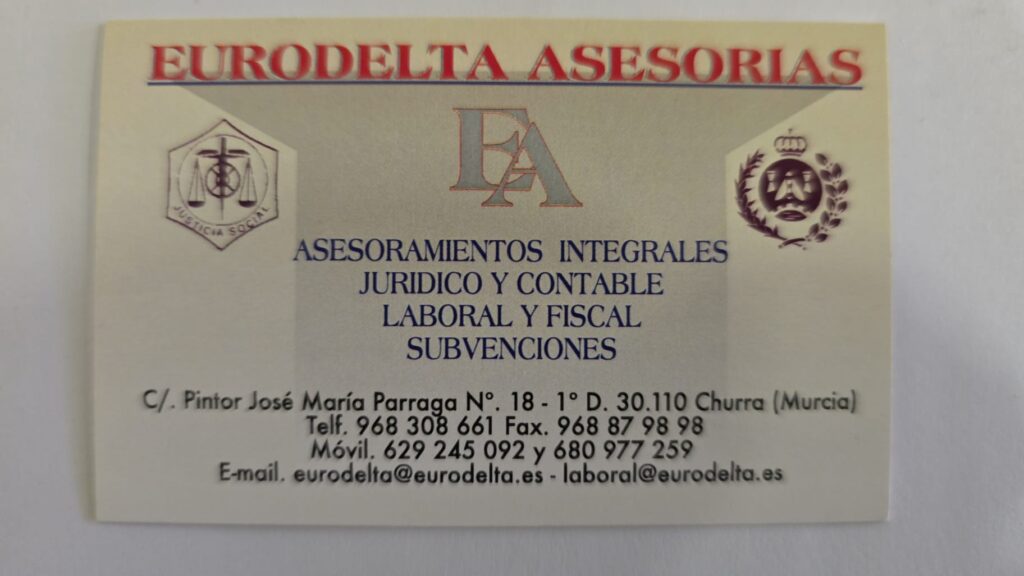 EURODELTA ASESORIAS
EA
JUSTICIA SOCIAL
ASESORAMIENTOS INTEGRALES
JURIDICO Y CONTABLE
LABORAL Y FISCAL
SUBVENCIONES
C/. Pintor José María Parraga Nº. 18 - 1º D. 30.110 Churra (Murcia)
Telf. 968 308 661 Fax. 968 87 98 98
Móvil. 629 245 092 y 680 977 259
E-mail. eurodelta@eurodelta.es - laboral@eurodelta.es